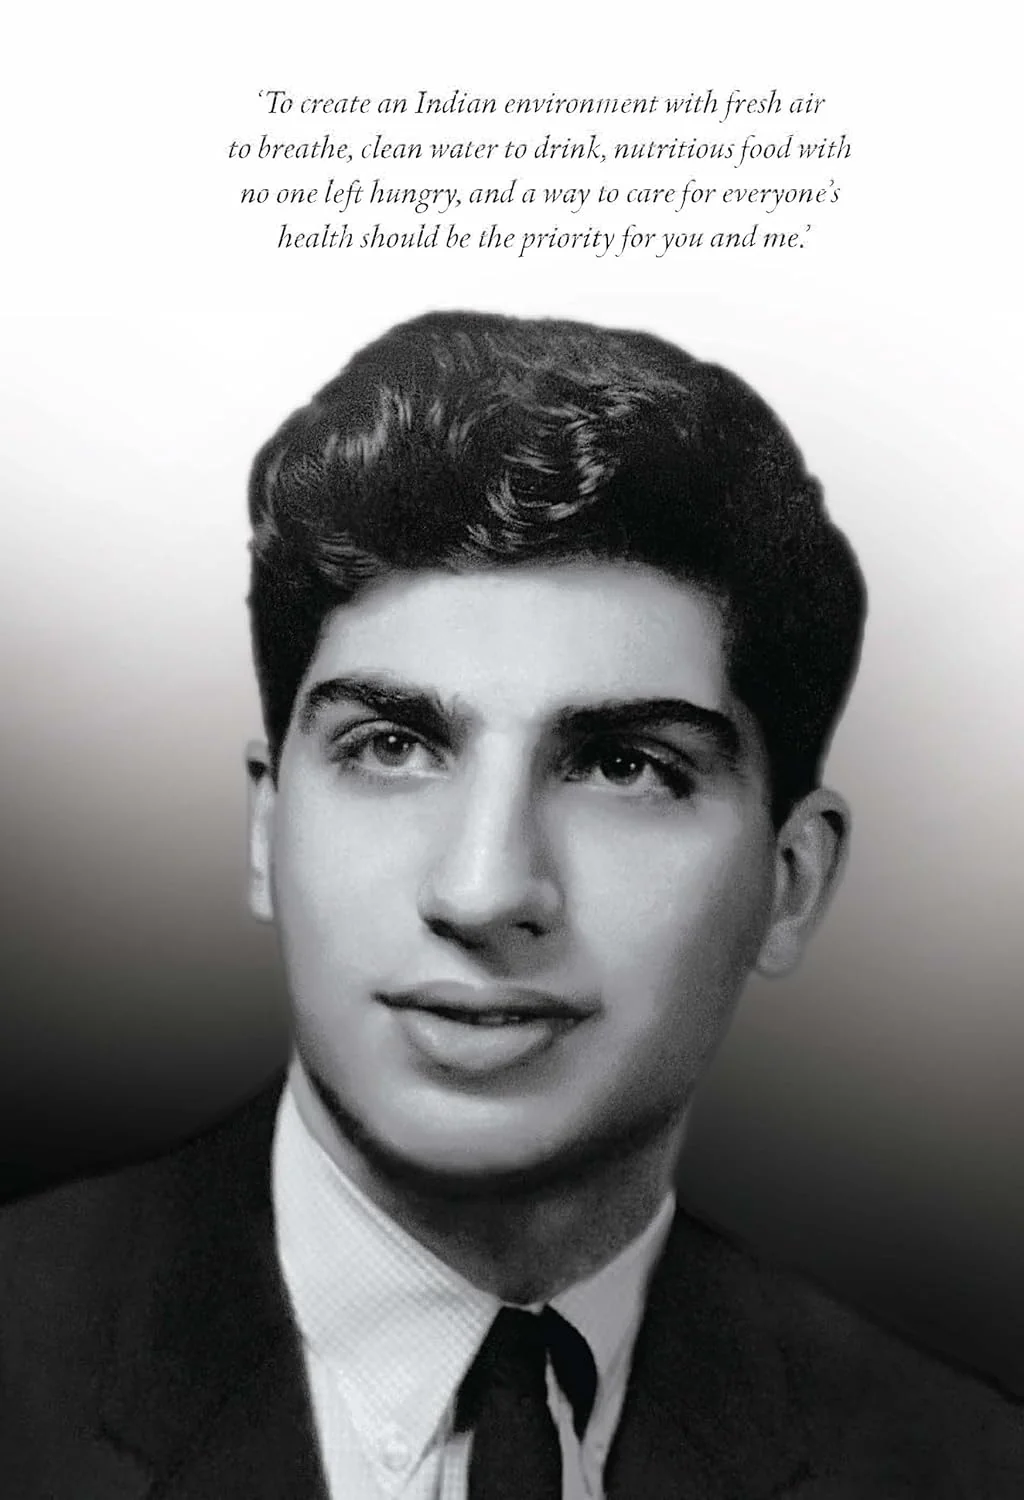 ‘To create an Indian environment with fresh air
to breathe, clean water to drink, nutritious food with
no one left hungry, and a way to care for everyone’s
health should be the priority for you and me.’